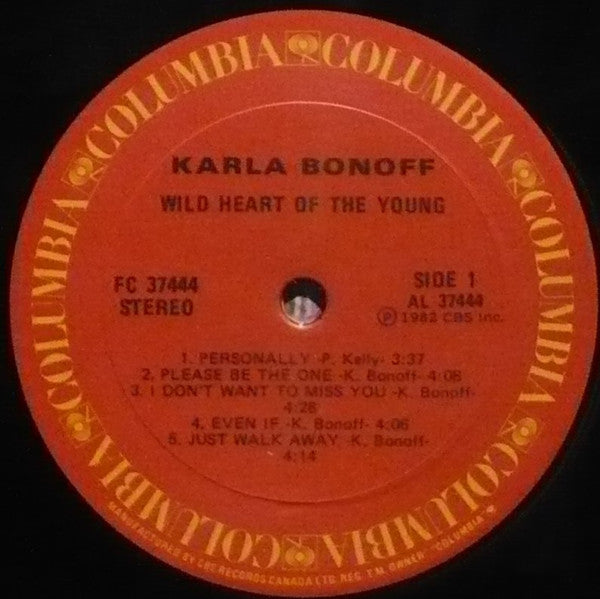 COLUMBIA COLUMBIA COLUMBIA COLUMBIA COLUMBIA COLUMBIA COLUMBIA COLUMBIA
KARLA BONOFF
WILD HEART OF THE YOUNG
FC 37444
STEREO
SIDE 1
AL 37444
Ⓟ 1982 CBS Inc.
1. PERSONALLY -P. Kelly- 3:37
2. PLEASE BE THE ONE -K. Bonoff- 4:08
3. I DON'T WANT TO MISS YOU -K. Bonoff-
4:28
4. EVEN IF -K. Bonoff- 4:06
5. JUST WALK AWAY -K. Bonoff-
4:14
MANUFACTURED BY CBS RECORDS CANADA LTD. REG. T.M. OWNER "COLUMBIA"